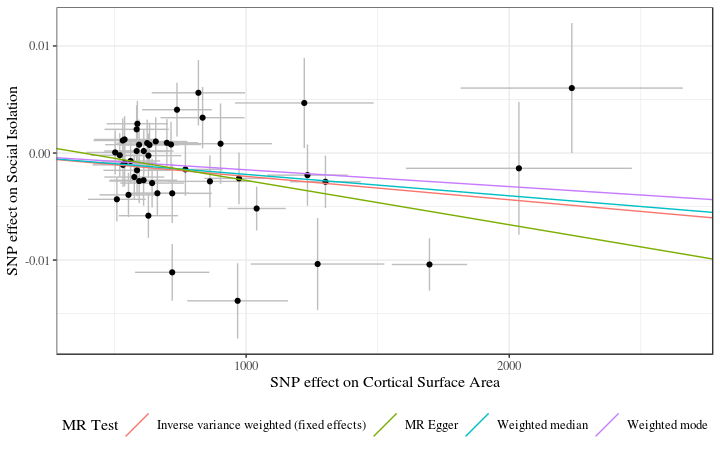 0.01
0.00
-0.01
SNP effect on Social Isolation
1000
2000
SNP effect on Cortical Surface Area
MR Test
Inverse variance weighted (fixed effects)
MR Egger
Weighted median
Weighted mode